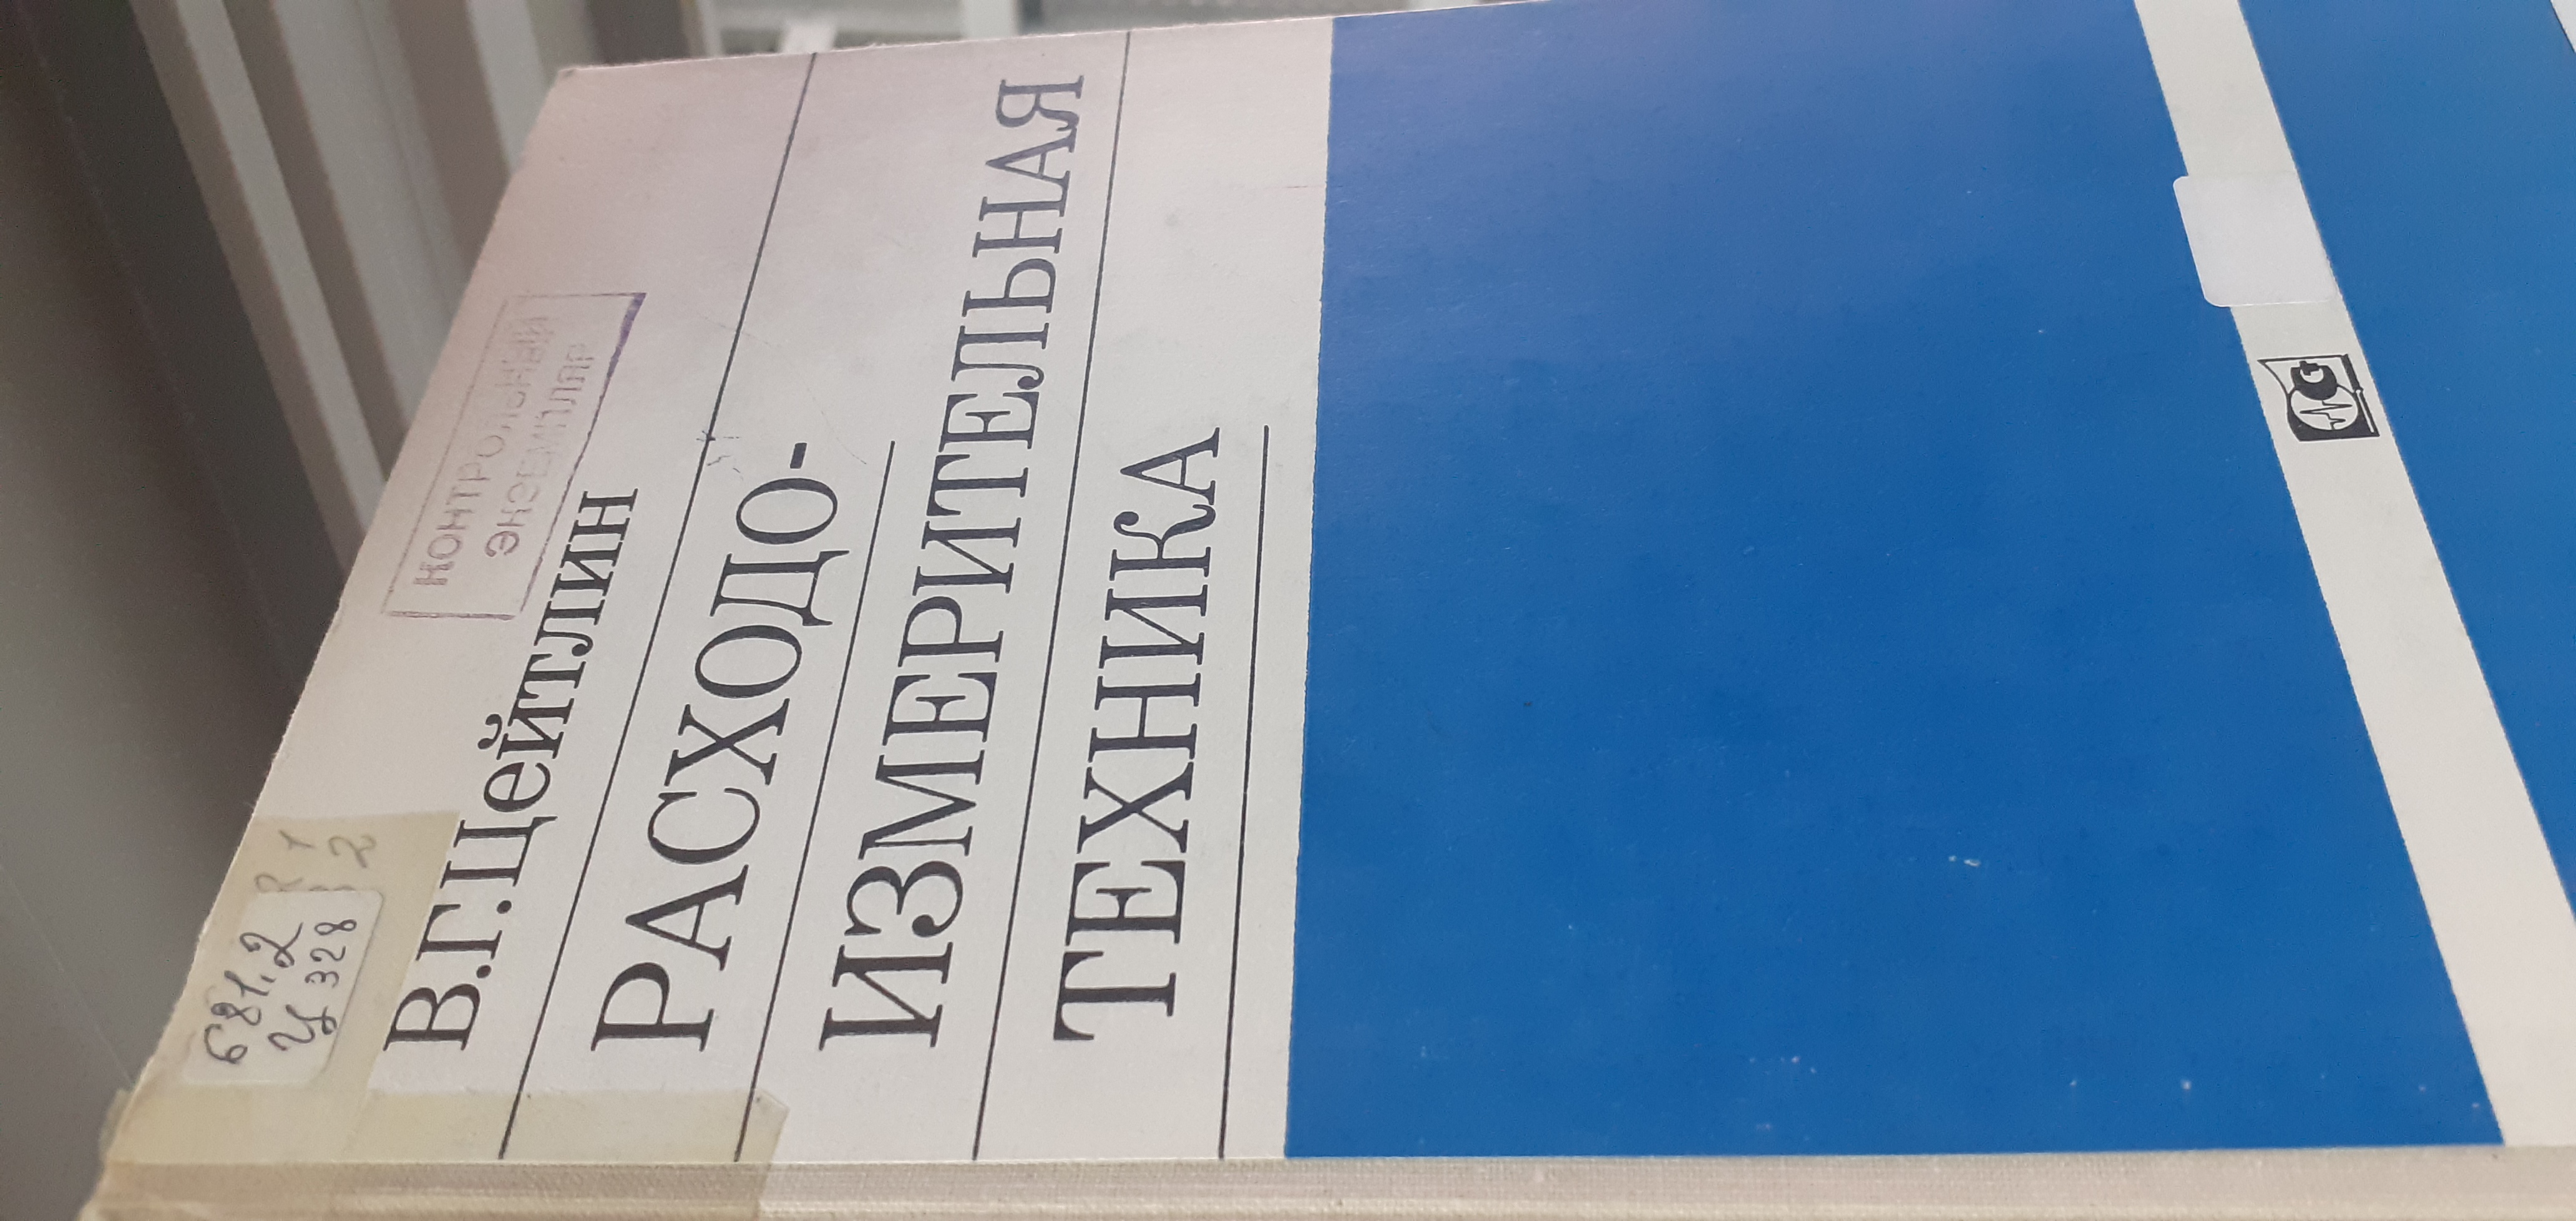 681.2
Ц 328
КОНТРОЛЬНЫЙ
ЭКЗЕМПЛЯР
В.Г.Цейтлин
РАСХОДО-
ИЗМЕРИТЕЛЬНАЯ
ТЕХНИКА